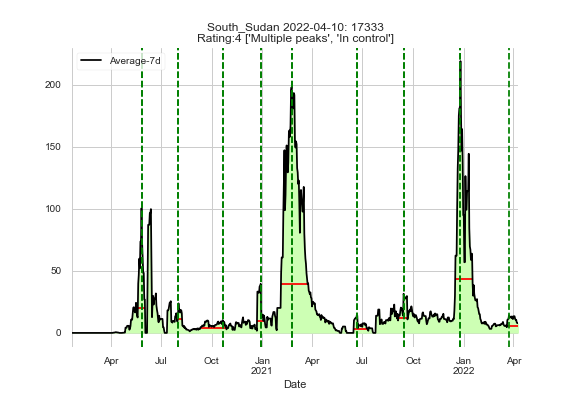 South_Sudan 2022-04-10: 17333
Rating:4 ['Multiple peaks', 'In control']
Average-7d
200
150
100
50
0
Apr
Jul
Oct
Jan
2021
Apr
Jul
Oct
Jan
2022
Apr
Date